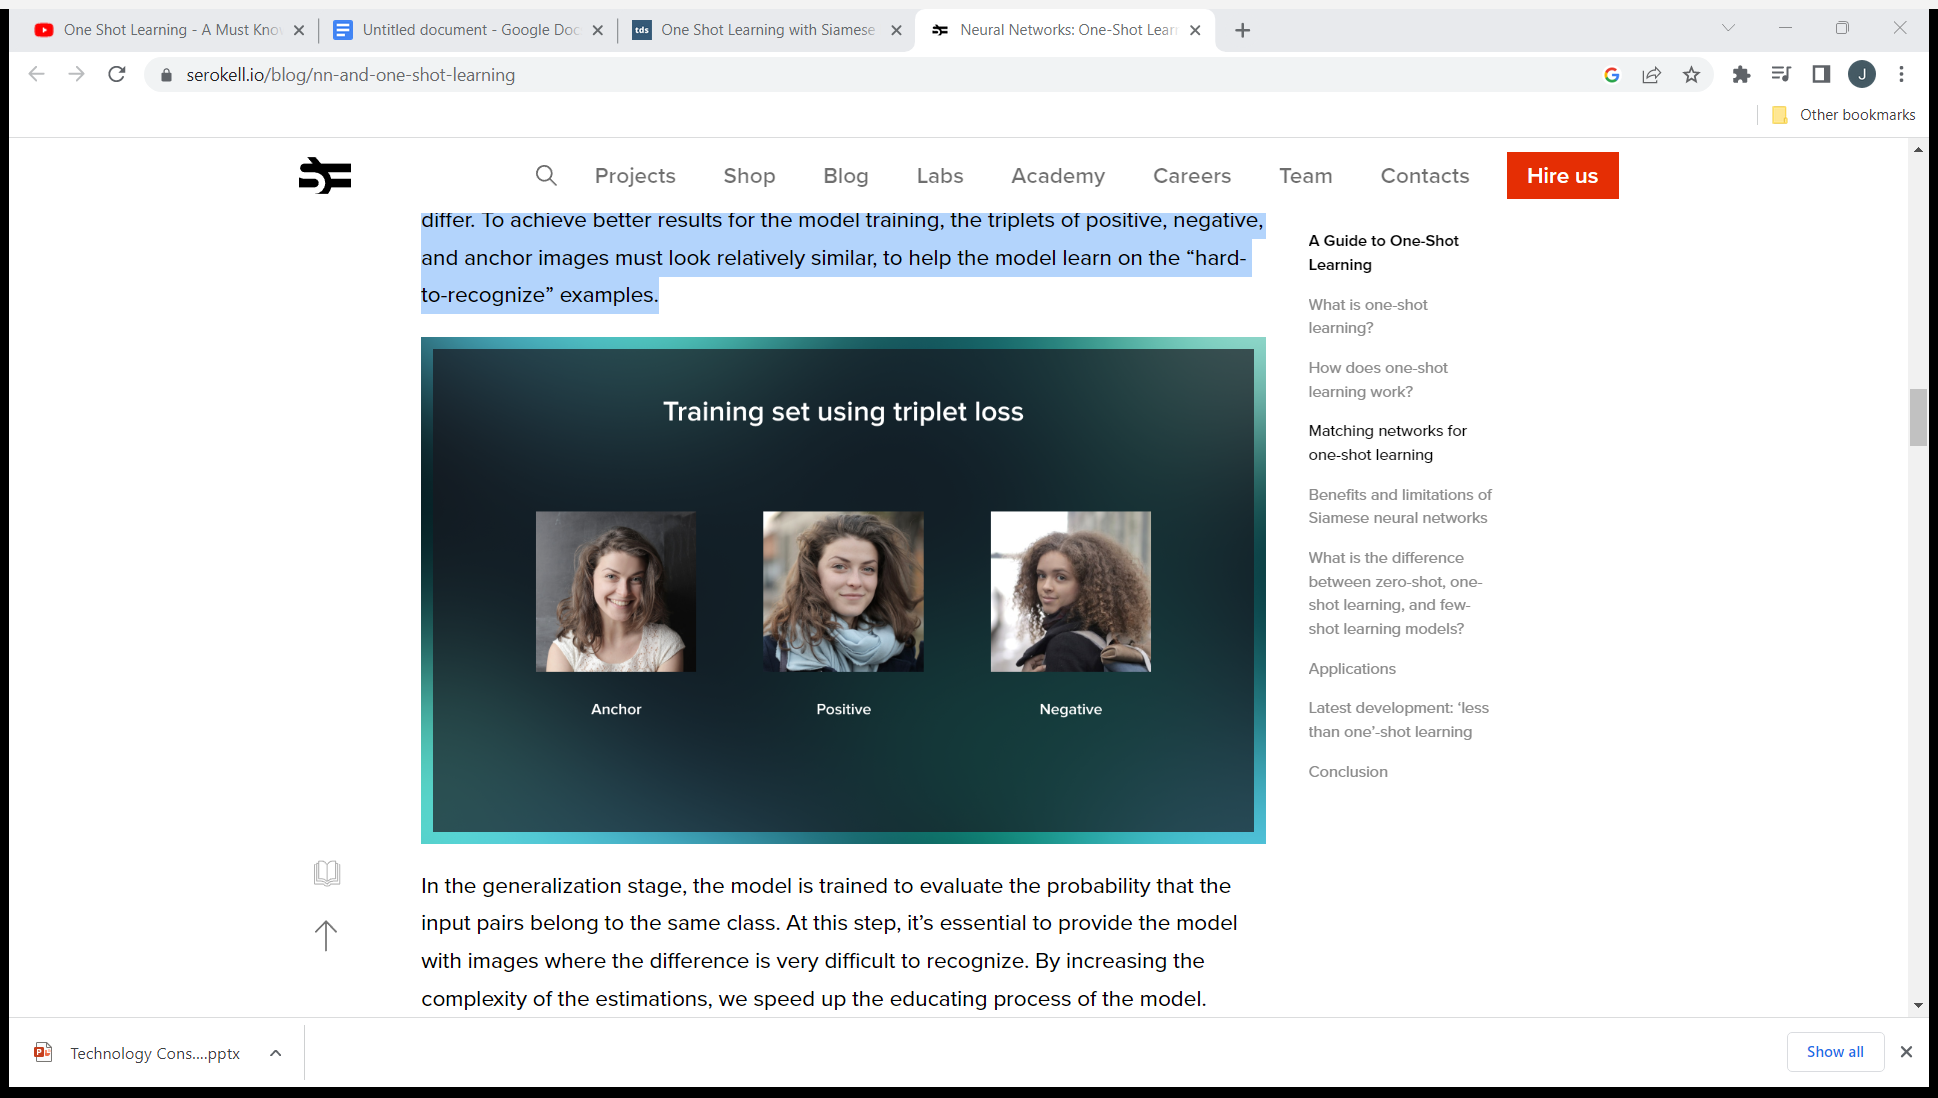 One Shot Learning - A Must Kno
Untitled document - Google Doc
tds
One Shot Learning with Siamese
Neural Networks: One-Shot Lear
serokell.io/blog/nn-and-one-shot-learning
J
Other bookmarks
Projects
Shop
Blog
Labs
Academy
Careers
Team
Contacts
Hire us
differ. To achieve better results for the model training, the triplets of positive, negative,
and anchor images must look relatively similar, to help the model learn on the “hard-
to-recognize” examples.
Training set using triplet loss
Anchor
Positive
Negative
In the generalization stage, the model is trained to evaluate the probability that the
input pairs belong to the same class. At this step, it’s essential to provide the model
with images where the difference is very difficult to recognize. By increasing the
complexity of the estimations, we speed up the educating process of the model.
A Guide to One-Shot
Learning
What is one-shot
learning?
How does one-shot
learning work?
Matching networks for
one-shot learning
Benefits and limitations of
Siamese neural networks
What is the difference
between zero-shot, one-
shot learning, and few-
shot learning models?
Applications
Latest development: ‘less
than one’-shot learning
Conclusion
Technology Cons....pptx
Show all